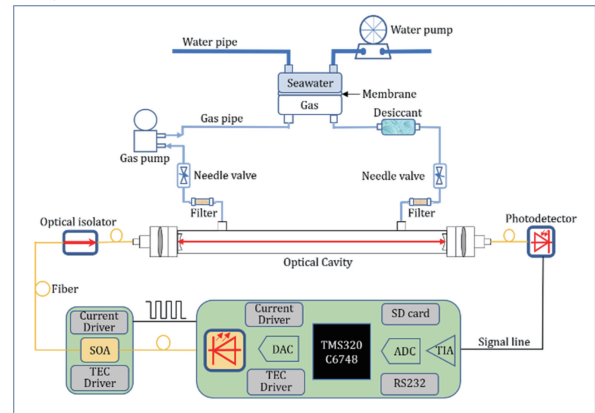 Water pump
Water pipe
Seawater
Membrane
Gas
Desiccant
Gas pipe
Gas pump
Needle valve
Needle valve
Filter
Filter
Optical isolator
Photodetector
Optical Cavity
Fiber
Current
Driver
SOA
TEC
Driver
Current
Driver
DAC
TEC
Driver
TMS320
C6748
SD card
ADC
TIA
RS232
Signal line